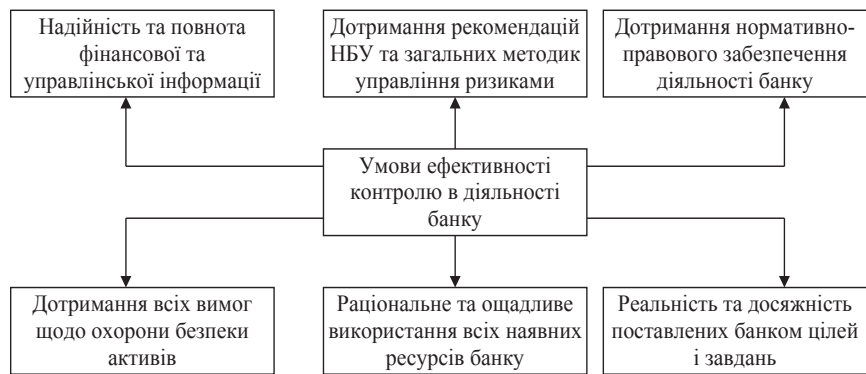 Надійність та повнота
фінансової та
управлінської інформації
Дотримання рекомендацій
НБУ та загальних методик
управління ризиками
Дотримання нормативно-
правового забезпечення
діяльності банку
Умови ефективності
контролю в діяльності
банку
Дотримання всіх вимог
щодо охорони безпеки
активів
Раціональне та ощадливе
використання всіх наявних
ресурсів банку
Реальність та досяжність
поставлених банком цілей
і завдань